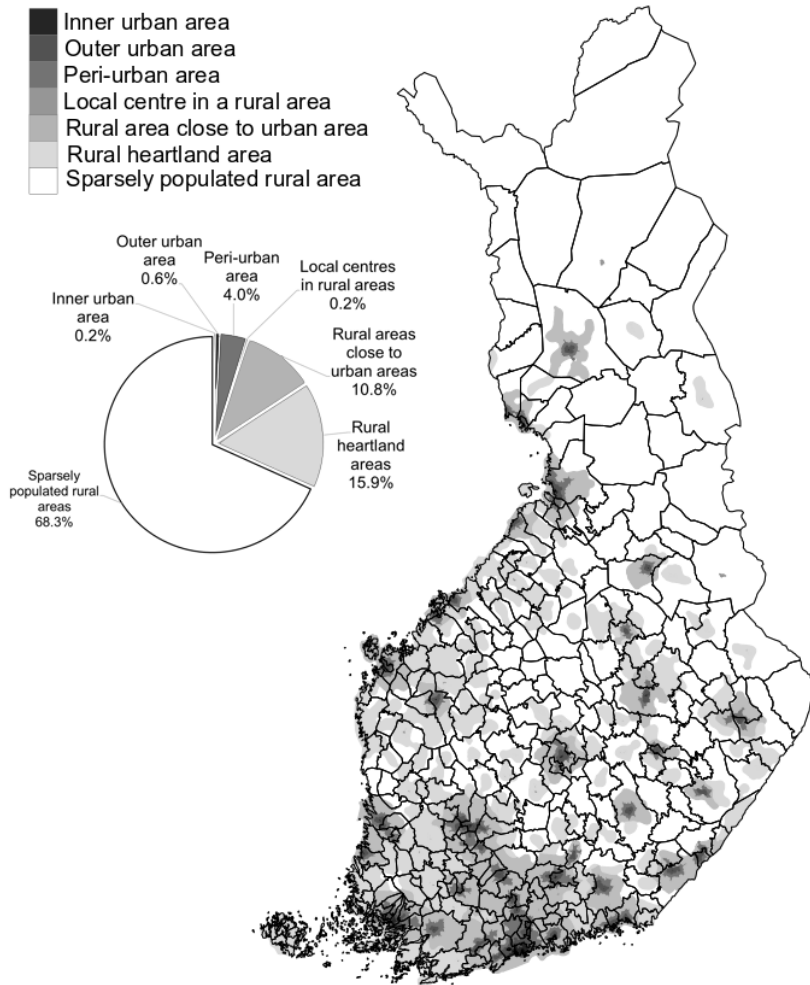 Inner urban area
Outer urban area
Peri-urban area
Local centre in a rural area
Rural area close to urban area
Rural heartland area
Sparsely populated rural area
Outer urban
area
0.6%
Peri-urban
area
4.0%
Local centres
in rural areas
0.2%
Inner urban
area
0.2%
Rural areas
close to
urban areas
10.8%
Rural
heartland
areas
15.9%
Sparsely
populated rural
areas
68.3%